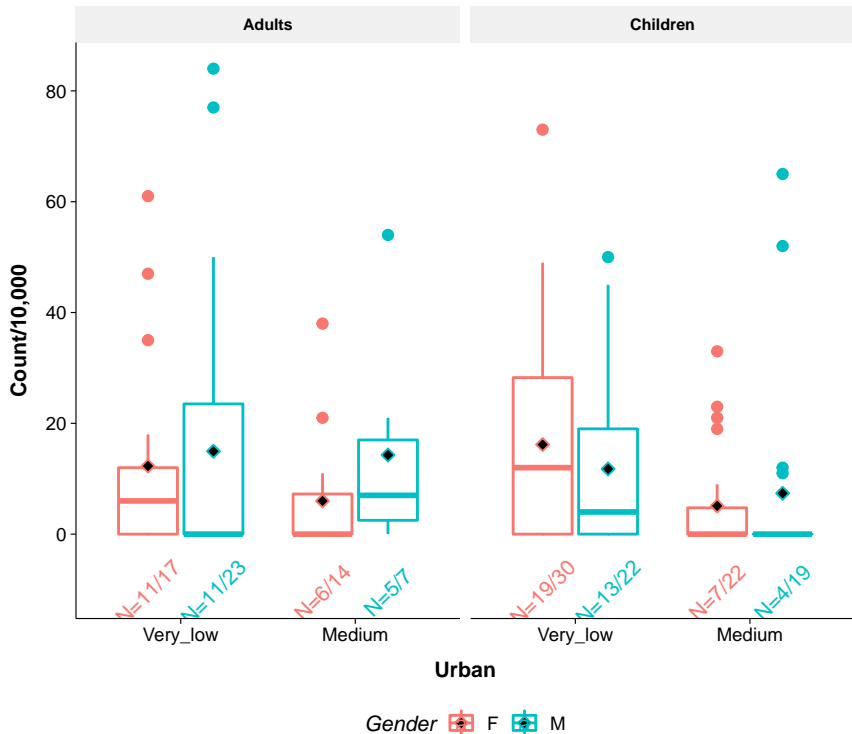 Adults
Children
Count/10,000
80
60
40
20
0
N=11/17
N=11/23
N=6/14
N=5/7
N=19/30
N=13/22
N=7/22
N=4/19
Very_low
Medium
Very_low
Medium
Urban
Gender F M